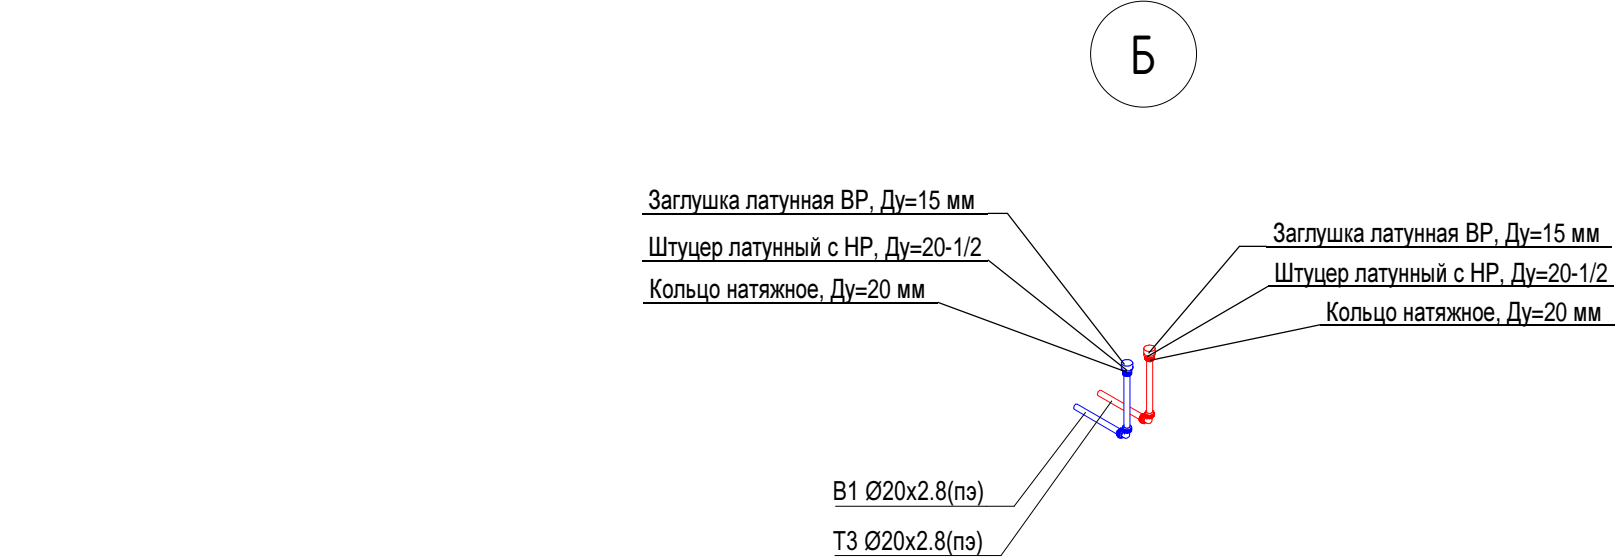 Б
Заглушка латунная ВР, Ду=15 мм
Штуцер латунный с НР, Ду=20-1/2
Кольцо натяжное, Ду=20 мм
Заглушка латунная ВР, Ду=15 мм
Штуцер латунный с НР, Ду=20-1/2
Кольцо натяжное, Ду=20 мм
В1 Ø20x2.8(пэ)
Т3 Ø20x2.8(пэ)